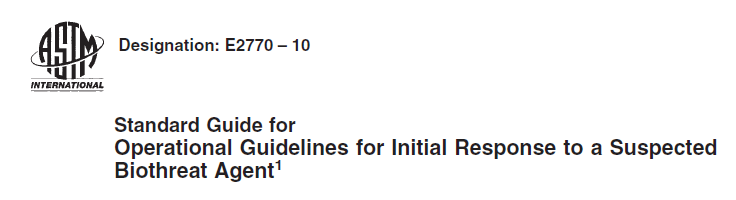 ASTM
INTERNATIONAL
Designation: E2770 – 10
Standard Guide for
Operational Guidelines for Initial Response to a Suspected
Biothreat Agent1